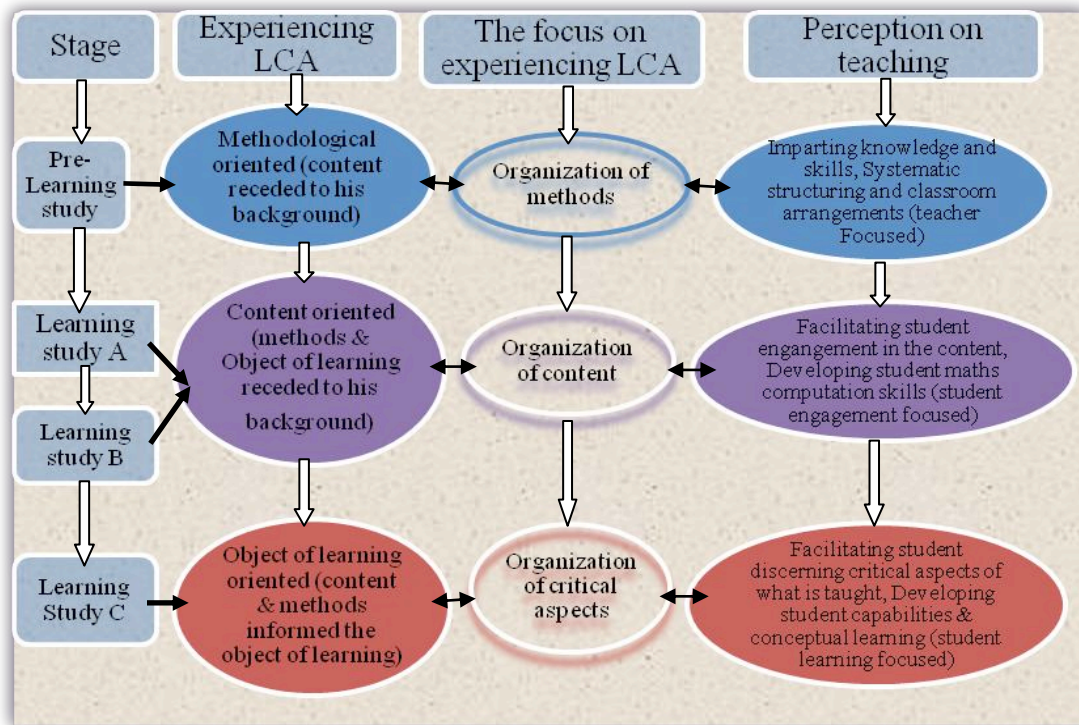 Stage
Experiencing
LCA
The focus on
experiencing LCA
Perception on
teaching
Pre-
Learning
study
Methodological
oriented (content
receded to his
background)
Organization of
methods
Imparting knowledge and
skills, Systematic
structuring and classroom
arrangements (teacher
Focused)
Learning
study A
Learning
study B
Content oriented
(methods &
Object of learning
receded to his
background)
Organization
of content
Facilitating student
engangement in the content,
Developing student maths
computation skills (student
engagement focused)
Learning
Study C
Object of learning
oriented (content
& methods
informed the
object of learning)
Organization
of critical
aspects
Facilitating student
discerning critical aspects of
what is taught, Developing
student capabilities &
conceptual learning (student
learning focused)